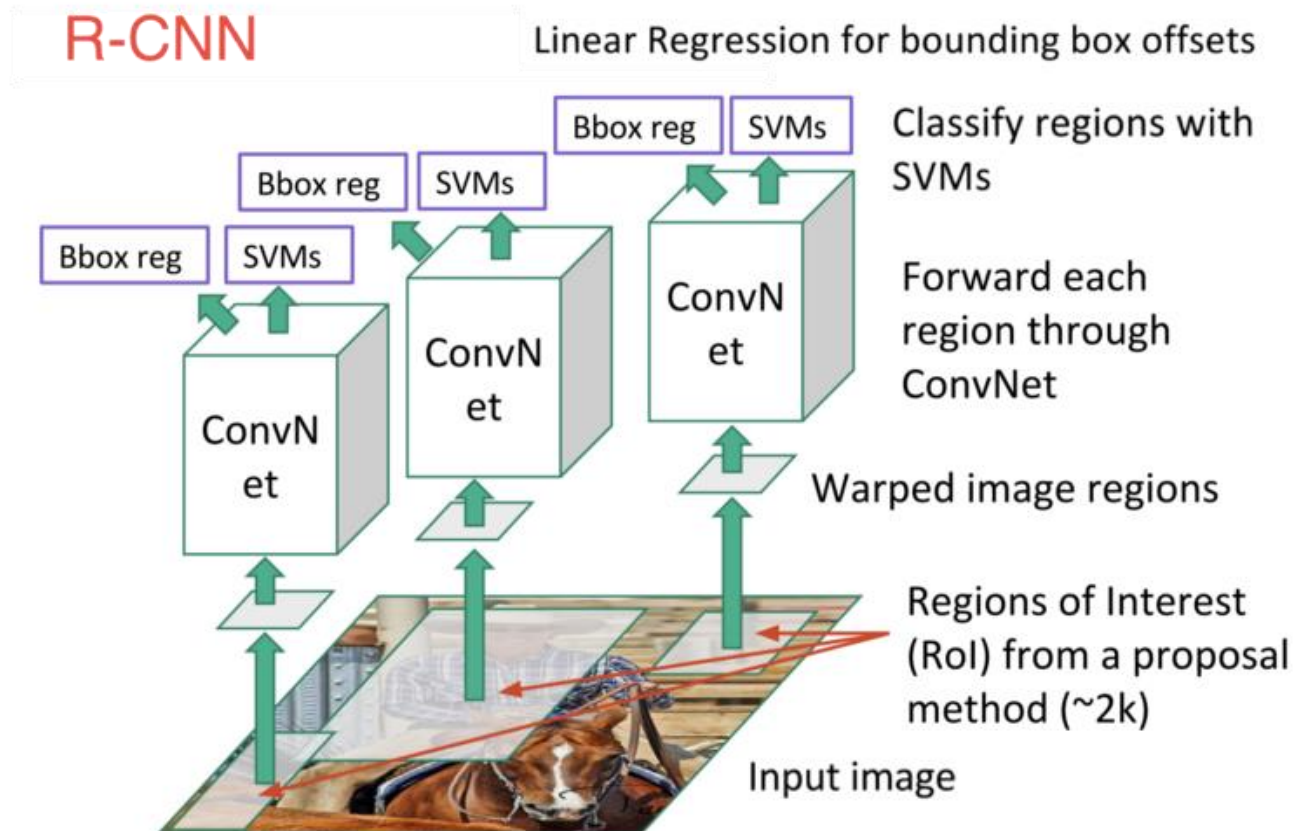 R-CNN
Linear Regression for bounding box offsets
Bbox reg
SVMs
Classify regions with
SVMs
Bbox reg
SVMs
Bbox reg
SVMs
ConvN
et
Forward each
region through
ConvNet
ConvN
et
ConvN
et
Warped image regions
Regions of Interest
(RoI) from a proposal
method (~2k)
Input image